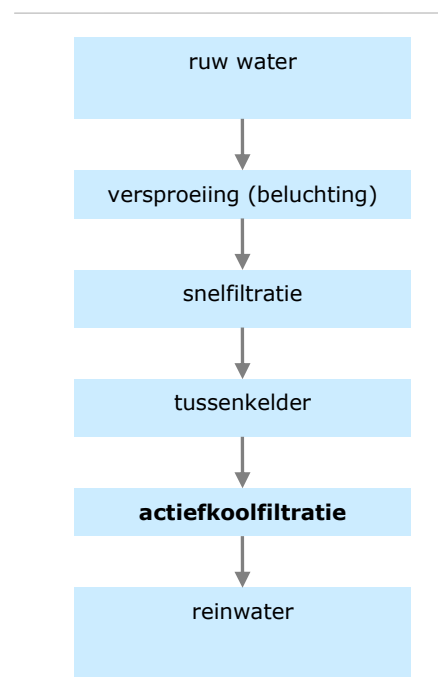 ruw water
versproeiing (beluchting)
snelfiltratie
tussenkelder
actiefkoolfiltratie
reinwater